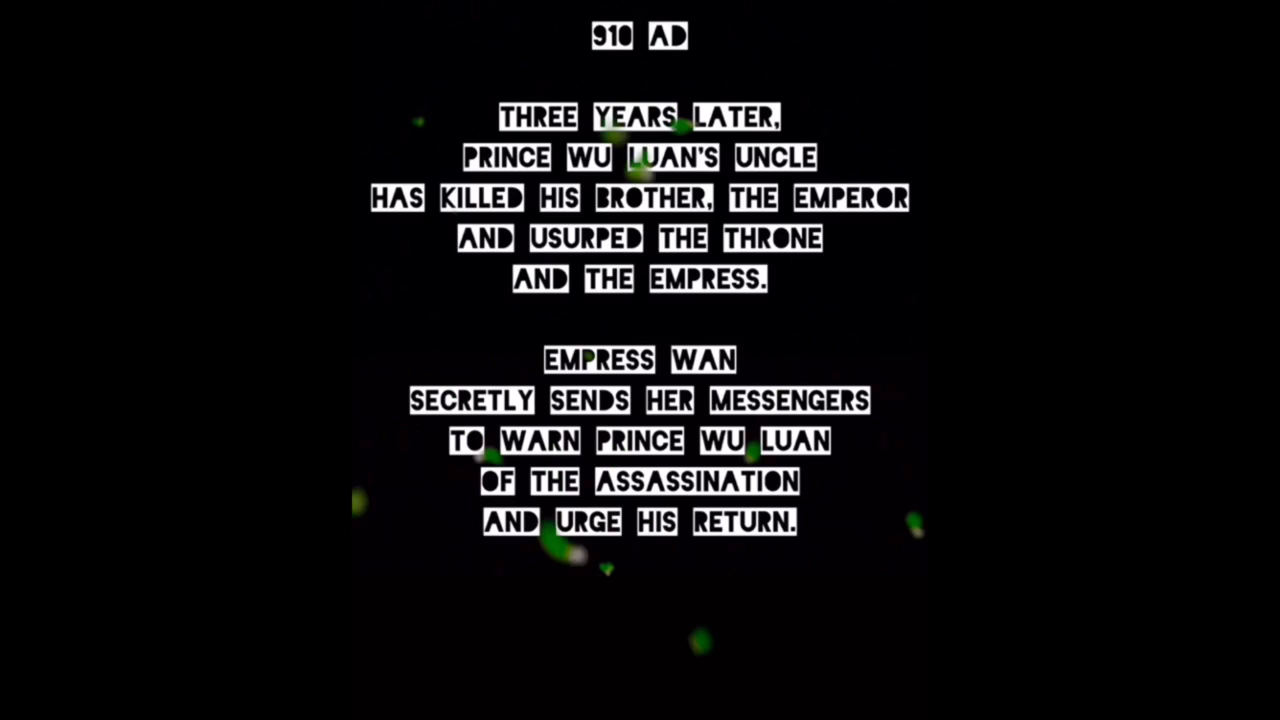 910 AD
THREE YEARS LATER,
PRINCE WU LUAN'S UNCLE
HAS KILLED HIS BROTHER, THE EMPEROR
AND USURPED THE THRONE
AND THE EMPRESS.
EMPRESS WAN
SECRETLY SENDS HER MESSENGERS
TO WARN PRINCE WU LUAN
OF THE ASSASSINATION
AND URGE HIS RETURN.